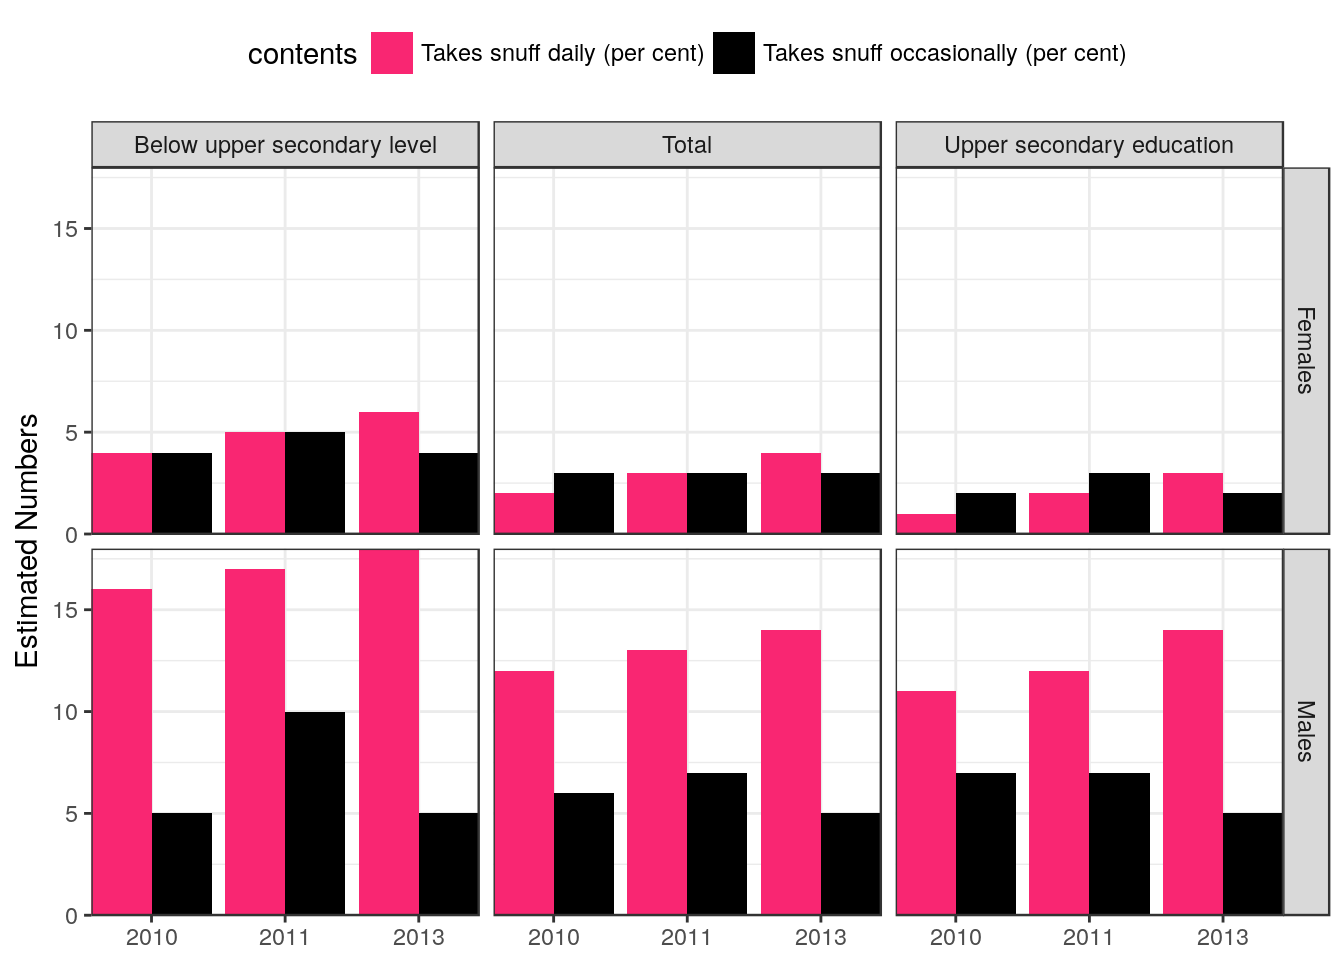 contents Takes snuff daily (per cent) Takes snuff occasionally (per cent)
Below upper secondary level Total Upper secondary education
Females
15
10
5
0
Estimated Numbers
Males
15
10
5
0
2010 2011 2013 2010 2011 2013 2010 2011 2013